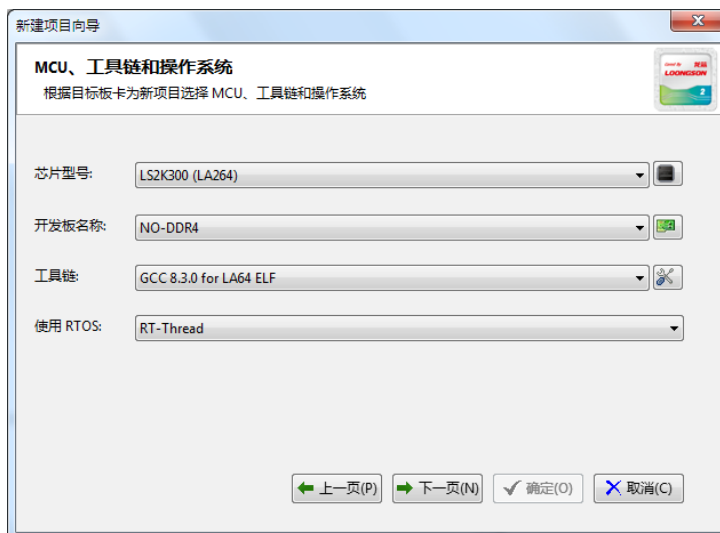 新建项目向导
MCU、工具链和操作系统
根据目标板卡为新项目选择 MCU、工具链和操作系统
龙芯
LOONGSON
2
芯片型号:
LS2K300 (LA264)
开发板名称:
NO-DDR4
工具链:
GCC 8.3.0 for LA64 ELF
使用 RTOS:
RT-Thread
上一页(P)
下一页(N)
确定(O)
取消(C)